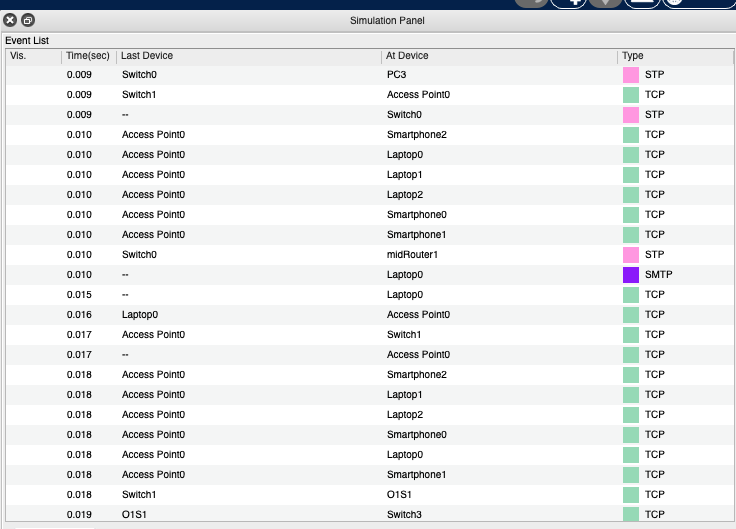 Simulation Panel
Event List
Vis. Time(sec) Last Device At Device Type
0.009 Switch0 PC3 STP
0.009 Switch1 Access Point0 TCP
0.009 -- Switch0 STP
0.010 Access Point0 Smartphone2 TCP
0.010 Access Point0 Laptop0 TCP
0.010 Access Point0 Laptop1 TCP
0.010 Access Point0 Laptop2 TCP
0.010 Access Point0 Smartphone0 TCP
0.010 Access Point0 Smartphone1 TCP
0.010 Switch0 midRouter1 STP
0.010 -- Laptop0 SMTP
0.015 -- Laptop0 TCP
0.016 Laptop0 Access Point0 TCP
0.017 Access Point0 Switch1 TCP
0.017 -- Access Point0 TCP
0.018 Access Point0 Smartphone2 TCP
0.018 Access Point0 Laptop1 TCP
0.018 Access Point0 Laptop2 TCP
0.018 Access Point0 Smartphone0 TCP
0.018 Access Point0 Laptop0 TCP
0.018 Access Point0 Smartphone1 TCP
0.018 Switch1 O1S1 TCP
0.019 O1S1 Switch3 TCP